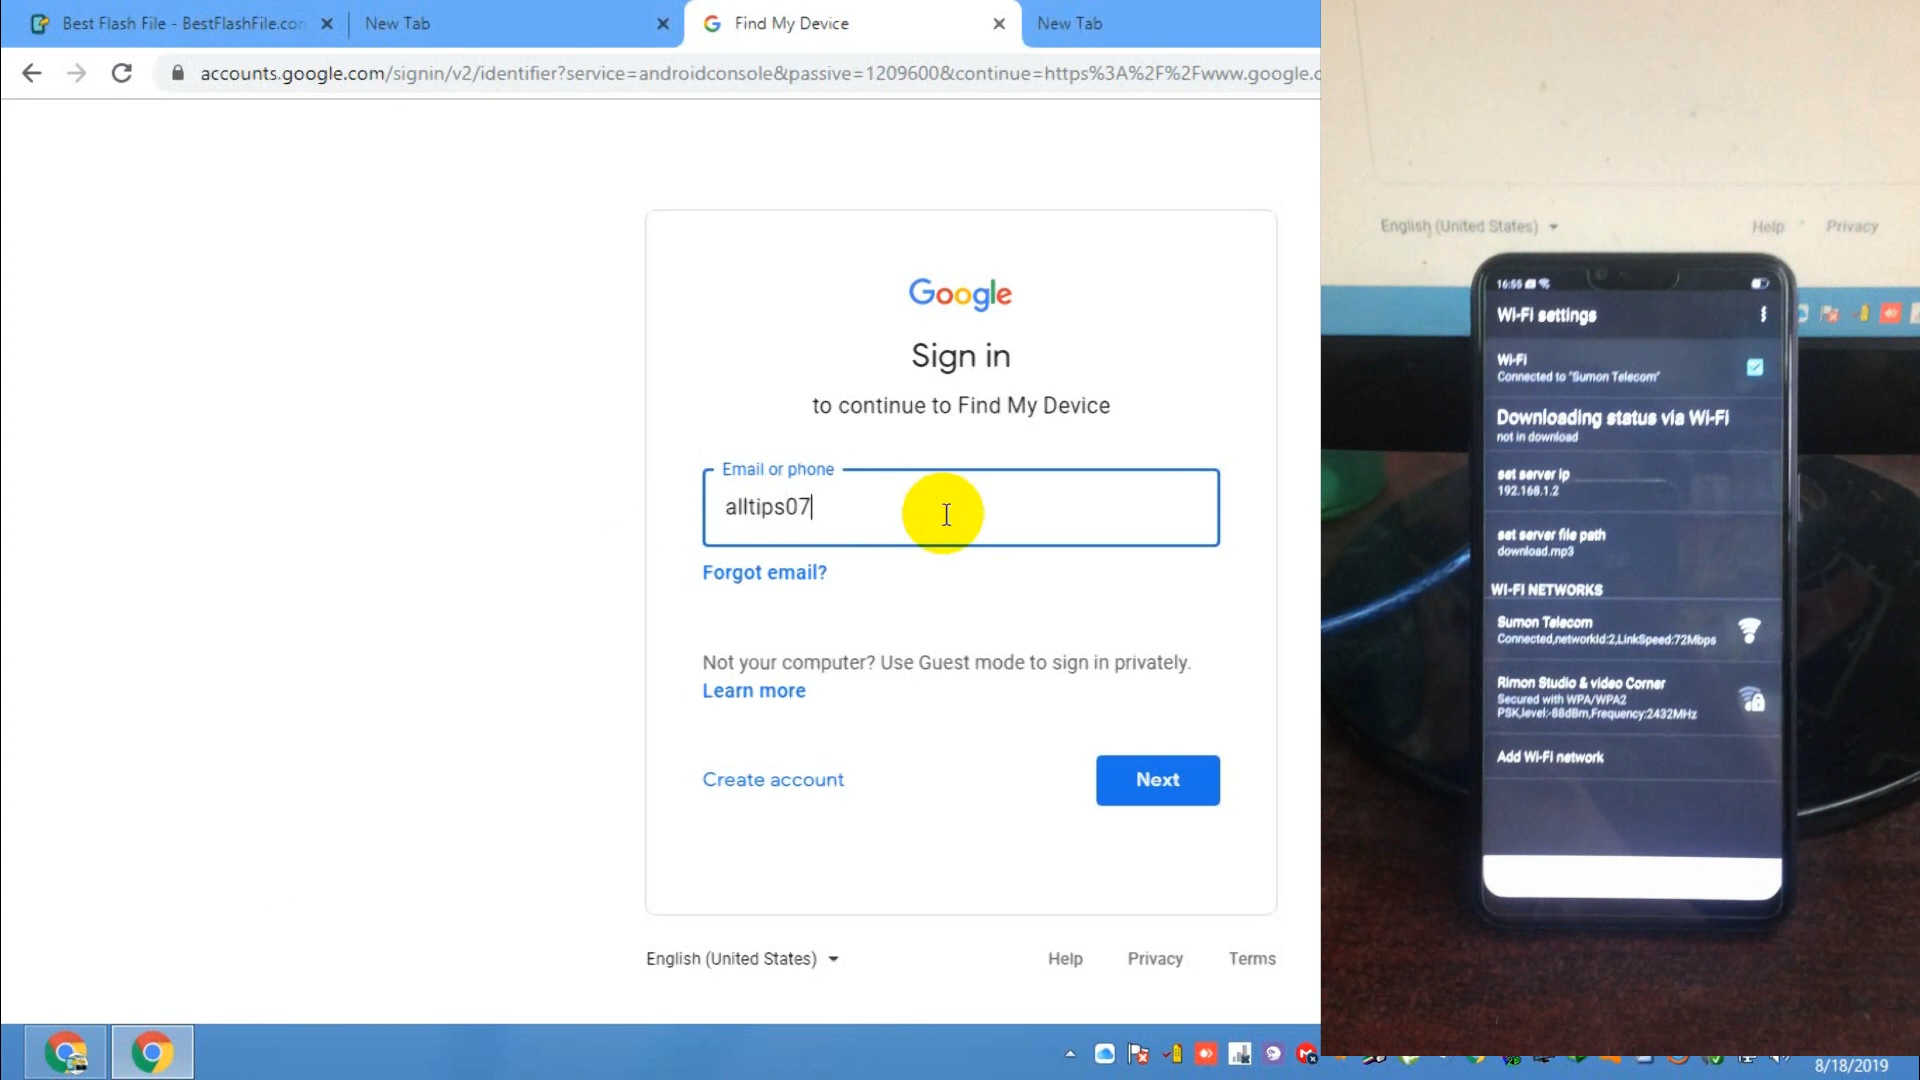 Best Flash File - BestFlashFile.con
New Tab
Find My Device
New Tab
accounts.google.com/signin/v2/identifier?service=androidconsole&passive=1209600&continue=https%3A%2F%2Fwww.google.c
Google
Sign in
to continue to Find My Device
Email or phone
alltips07
Forgot email?
Not your computer? Use Guest mode to sign in privately.
Learn more
Create account
Next
English (United States)
Help
Privacy
Terms
English (United States)
Help
Privacy
16:55
Wi-Fi settings
Wi-Fi
Connected to "Sumon Telecom"
Downloading status via Wi-Fi
not in download
set server ip
192.168.1.2
set server file path
download.mp3
WI-FI NETWORKS
Sumon Telecom
Connected,networkId:2,LinkSpeed:72Mbps
Rimon Studio & video Corner
Secured with WPA/WPA2
PSK,level:-88dBm,Frequency:2432MHz
Add Wi-Fi network
8/18/2019